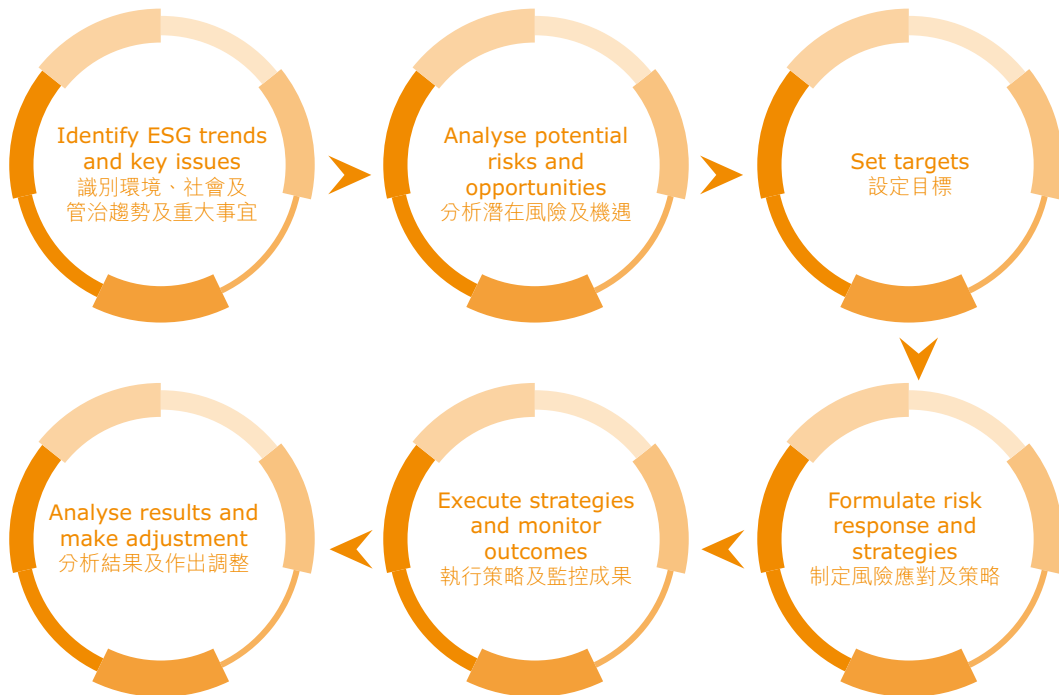 Identify ESG trends
and key issues
識別環境、社會及
管治趨勢及重大事宜
Analyse potential
risks and
opportunities
分析潛在風險及機遇
Set targets
設定目標
Formulate risk
response and
strategies
制定風險應對及策略
Execute strategies
and monitor
outcomes
執行策略及監控成果
Analyse results and
make adjustment
分析結果及作出調整